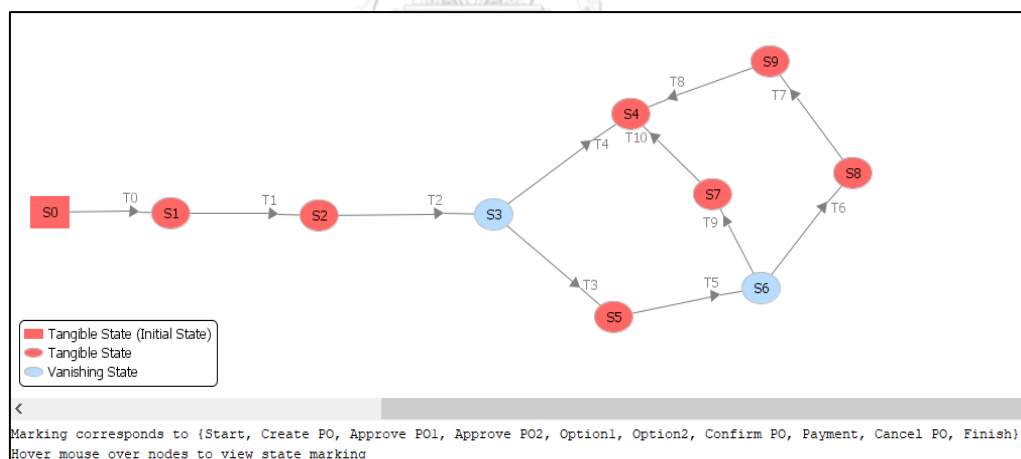 S9
T8
T7
S4
T4
T10
S8
S7
T6
T9
S0
T0
S1
T1
S2
T2
S3
T3
T5
S6
S5
Tangible State (Initial State)
Tangible State
Vanishing State
<
Marking corresponds to {Start, Create PO, Approve PO1, Approve PO2, Option1, Option2, Confirm PO, Payment, Cancel PO, Finish}
Hover mouse over nodes to view state marking